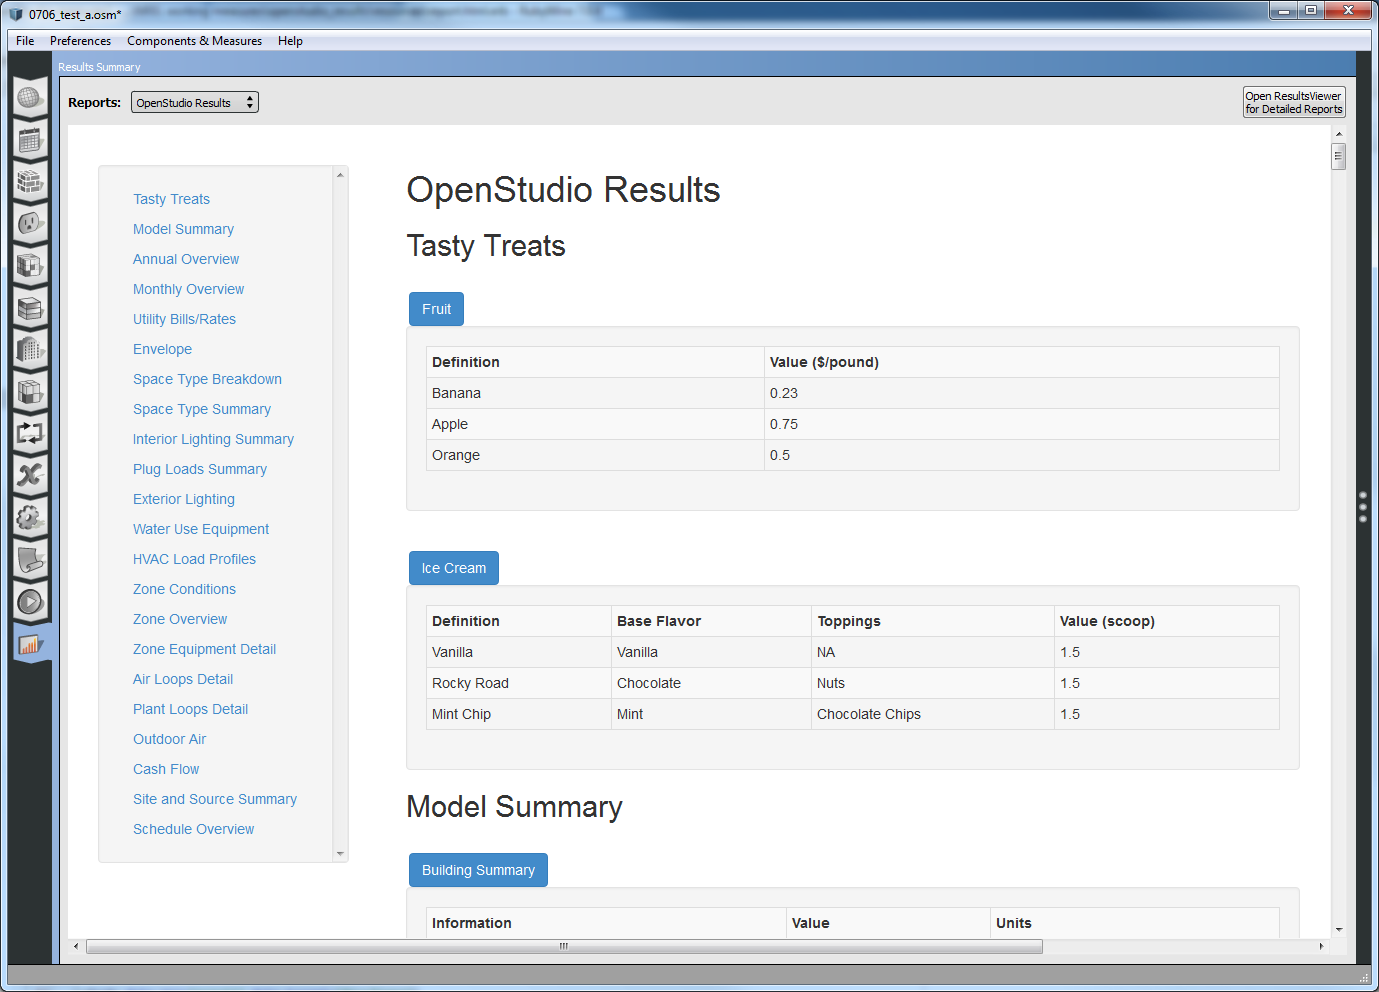 0706_test_a.osm*
File Preferences Components & Measures Help
Results Summary
Reports: OpenStudio Results
Open ResultsViewer
for Detailed Reports
Tasty Treats
Model Summary
Annual Overview
Monthly Overview
Utility Bills/Rates
Envelope
Space Type Breakdown
Space Type Summary
Interior Lighting Summary
Plug Loads Summary
Exterior Lighting
Water Use Equipment
HVAC Load Profiles
Zone Conditions
Zone Overview
Zone Equipment Detail
Air Loops Detail
Plant Loops Detail
Outdoor Air
Cash Flow
Site and Source Summary
Schedule Overview
OpenStudio Results
Tasty Treats
Fruit
Definition Value ($/pound)
Banana 0.23
Apple 0.75
Orange 0.5
Ice Cream
Definition Base Flavor Toppings Value (scoop)
Vanilla Vanilla NA 1.5
Rocky Road Chocolate Nuts 1.5
Mint Chip Mint Chocolate Chips 1.5
Model Summary
Building Summary
Information Value Units